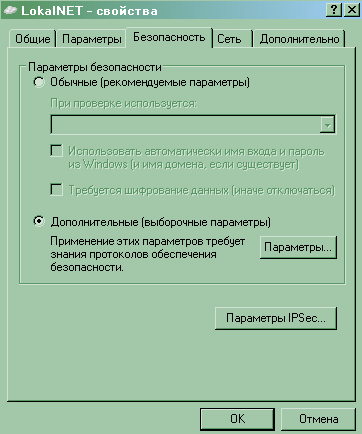 LokalNET - свойства
Общие Параметры Безопасность Сеть Дополнительно
Параметры безопасности
Обычные (рекомендуемые параметры)
При проверке используется:
Использовать автоматически имя входа и пароль
из Windows (и имя домена, если существует)
Требуется шифрование данных (иначе отключаться)
Дополнительные (выборочные параметры)
Применение этих параметров требует
знания протоколов обеспечения
безопасности.
Параметры...
Параметры IPSec...
OK Отмена